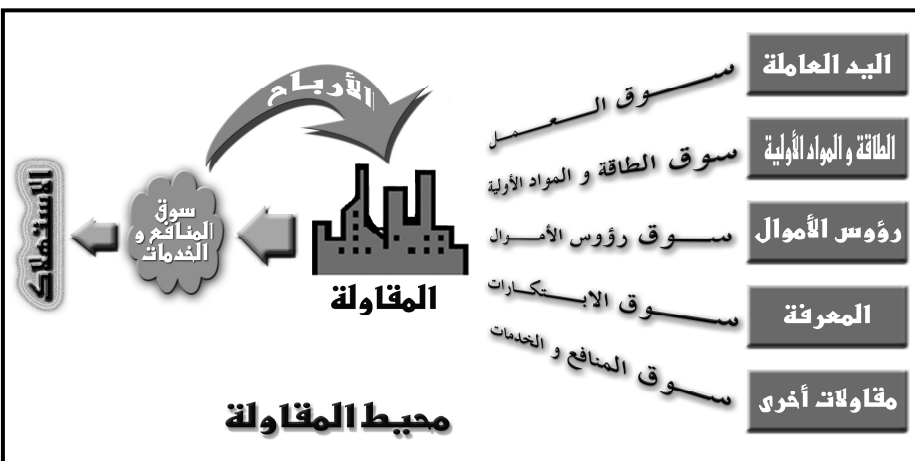 اليد العاملة
سوق العمل
الطاقة و المواد الأولية
سوق الطاقة و المواد الأولية
رؤوس الأموال
سوق رؤوس الأموال
المعرفة
سوق الابتكارات
مقاولات أخرى
سوق المنافع و الخدمات
المقاولة
الأرباح
سوق
المنافع و
الخدمات
الاستهلاك
محيط المقاولة